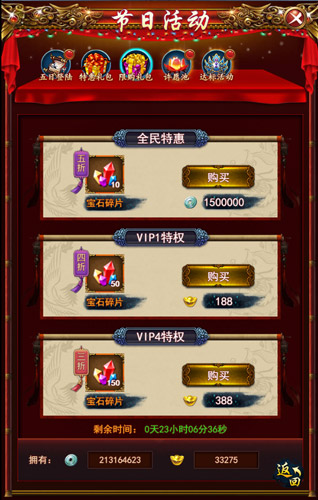 节日活动
五日登陆 特惠礼包 限购礼包 许愿池 达标活动
全民特惠
五折
10
购买
宝石碎片
1500000
VIP1特权
四折
50
购买
宝石碎片
188
VIP4特权
三折
150
购买
宝石碎片
388
剩余时间: 0天23小时06分36秒
拥有: 213164623 33275
返回